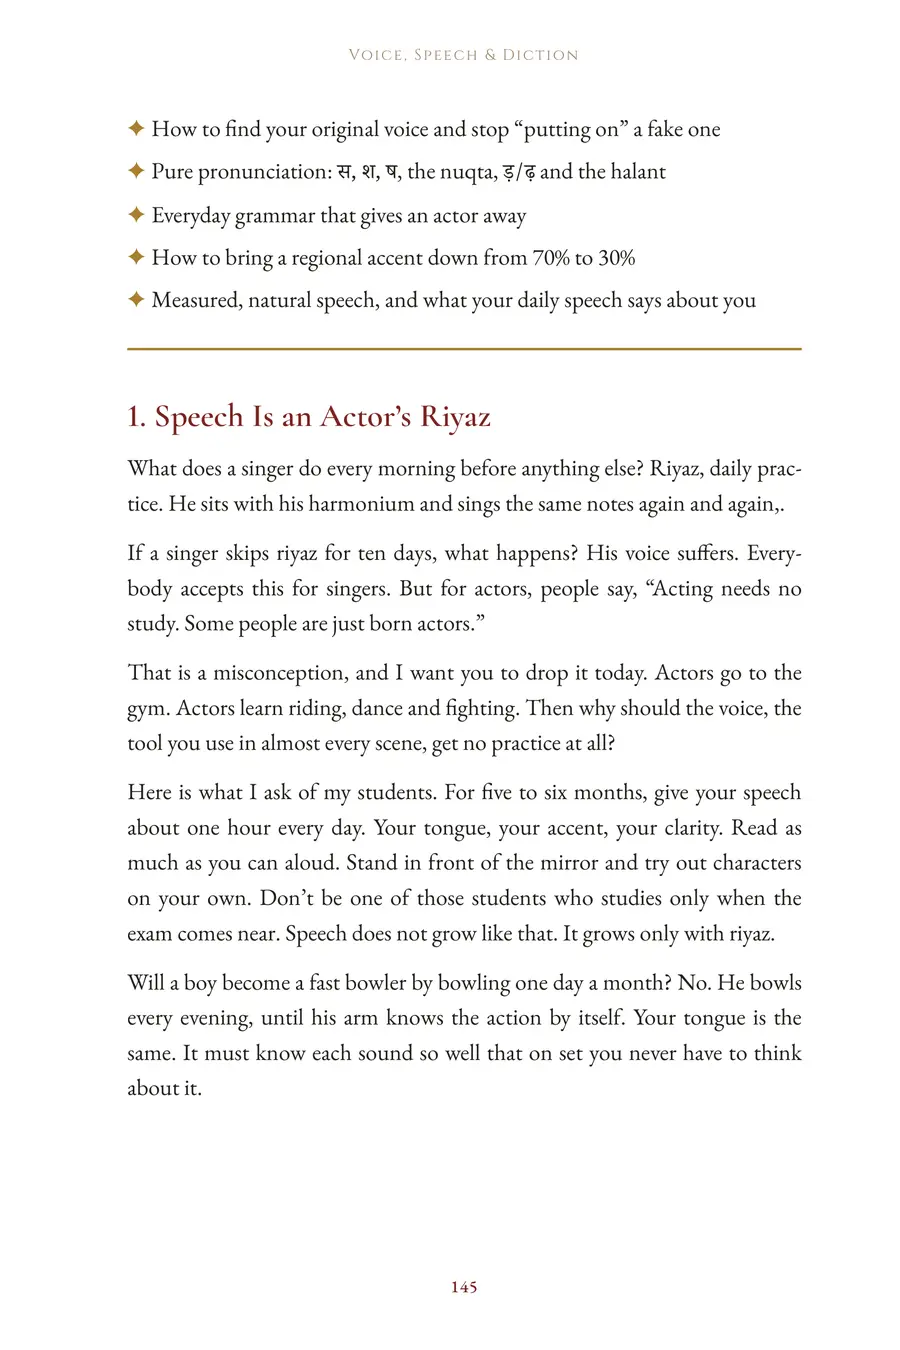 VOICE, SPEECH & DICTION
✦ How to find your original voice and stop “putting on” a fake one
✦ Pure pronunciation: स, श, ष, the nuqta, ड़/ढ़ and the halant
✦ Everyday grammar that gives an actor away
✦ How to bring a regional accent down from 70% to 30%
✦ Measured, natural speech, and what your daily speech says about you
1. Speech Is an Actor’s Riyaz
What does a singer do every morning before anything else? Riyaz, daily prac-
tice. He sits with his harmonium and sings the same notes again and again,.
If a singer skips riyaz for ten days, what happens? His voice suffers. Every-
body accepts this for singers. But for actors, people say, “Acting needs no
study. Some people are just born actors.”
That is a misconception, and I want you to drop it today. Actors go to the
gym. Actors learn riding, dance and fighting. Then why should the voice, the
tool you use in almost every scene, get no practice at all?
Here is what I ask of my students. For five to six months, give your speech
about one hour every day. Your tongue, your accent, your clarity. Read as
much as you can aloud. Stand in front of the mirror and try out characters
on your own. Don’t be one of those students who studies only when the
exam comes near. Speech does not grow like that. It grows only with riyaz.
Will a boy become a fast bowler by bowling one day a month? No. He bowls
every evening, until his arm knows the action by itself. Your tongue is the
same. It must know each sound so well that on set you never have to think
about it.
145